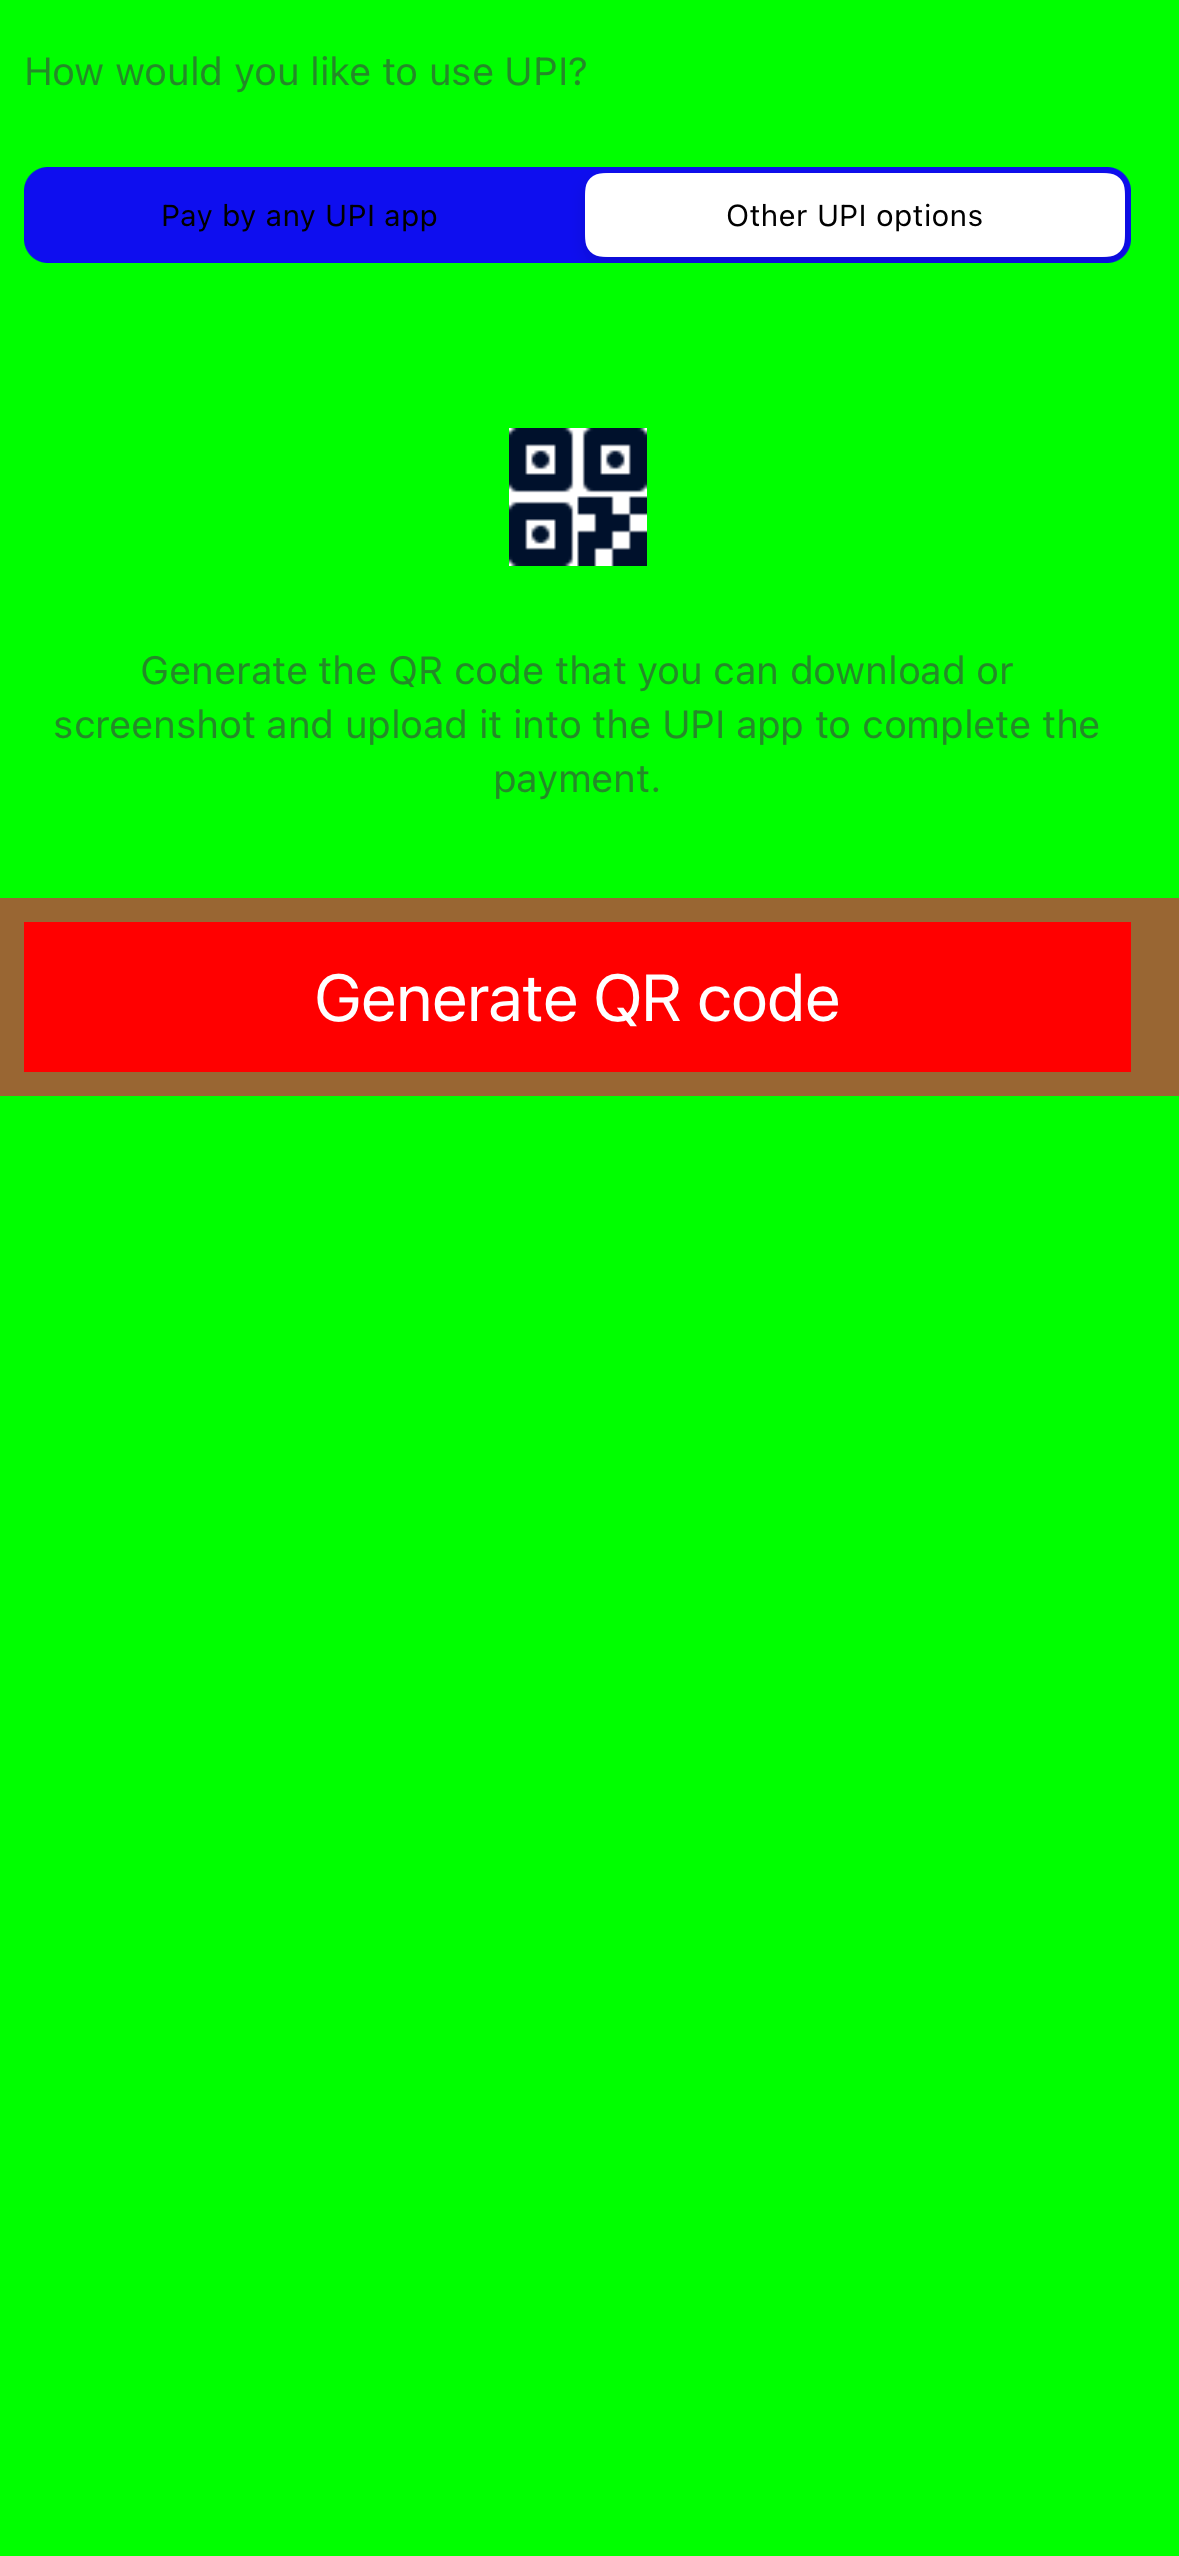 How would you like to use UPI?
Pay by any UPI app
Other UPI options
Generate the QR code that you can download or
screenshot and upload it into the UPI app to complete the
payment.
Generate QR code